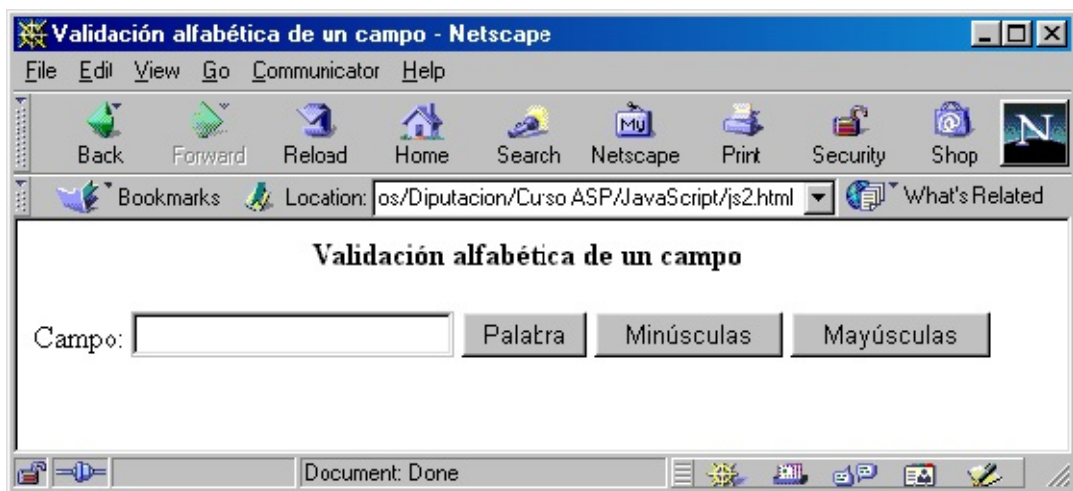 Validación alfabética de un campo - Netscape
File Edit View Go Communicator Help
Back Forward Reload Home Search Netscape Print Security Shop
My
N
Bookmarks Location: os/Diputacion/Curso ASP/JavaScript/js2.html What's Related
Validación alfabética de un campo
Campo: Palabra Minúsculas Mayúsculas
Document: Done